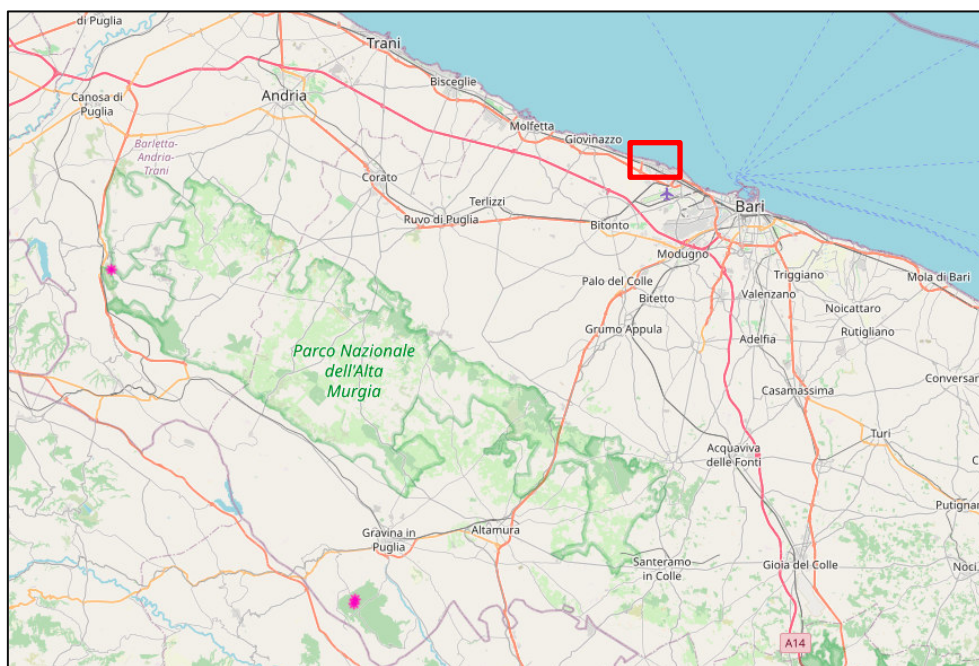 di Puglia
Trani
Bisceglie
Andria
Canosa di
Puglia
Molfetta
Giovinazzo
Barletta-
Andria-
Trani
Corato
Terlizzi
Ruvo di Puglia
Bitonto
Bari
Modugno
Triggiano
Mola di Bari
Palo del Colle
Bitetto
Valenzano
Noicattaro
Rutigliano
Grumo Appula
Adelfia
Parco Nazionale
dell'Alta
Murgia
Conversan
Casamassima
Turi
Acquaviva
delle Fonti
C
Putignan
Gravina in
Puglia
Altamura
Santeramo
in Colle
Gioia del Colle
Noci
A14